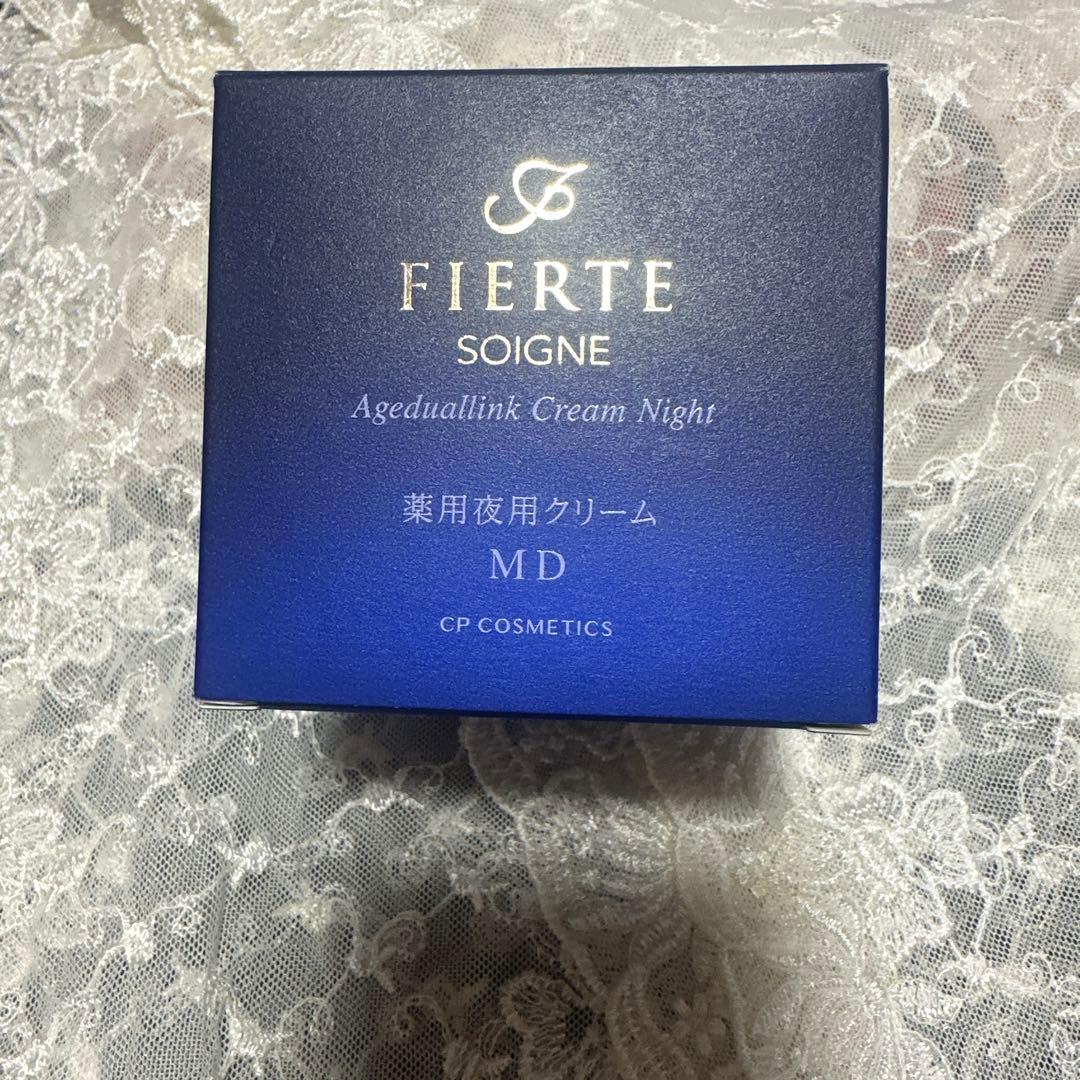 FIERTE
SOIGNE
Ageduallink Cream Night
薬用夜用クリーム
MD
CP COSMETICS